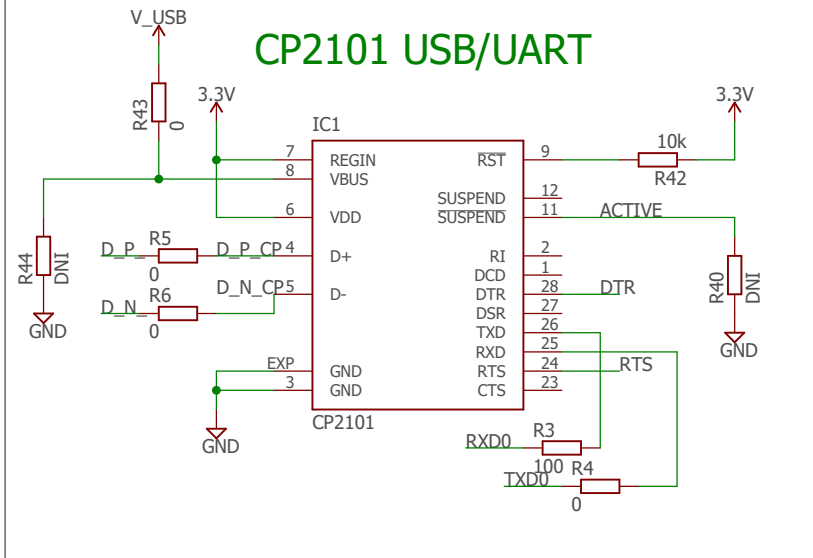 V_USB
CP2101 USB/UART
R43
0
3.3V
3.3V
IC1
7
REGIN
RST
9
10k
R42
8
VBUS
SUSPEND
12
6
VDD
SUSPEND
11
ACTIVE
R44
DNI
GND
D_P_
R5
0
D_P_CP
4
D+
RI
2
DCD
1
D_N_
R6
0
D_N_CP
5
D-
DTR
28
DTR
R40
DNI
GND
DSR
27
TXD
26
RXD
25
EXP
GND
RTS
24
RTS
3
GND
CTS
23
GND
CP2101
RXD0
R3
100
TXD0
R4
0